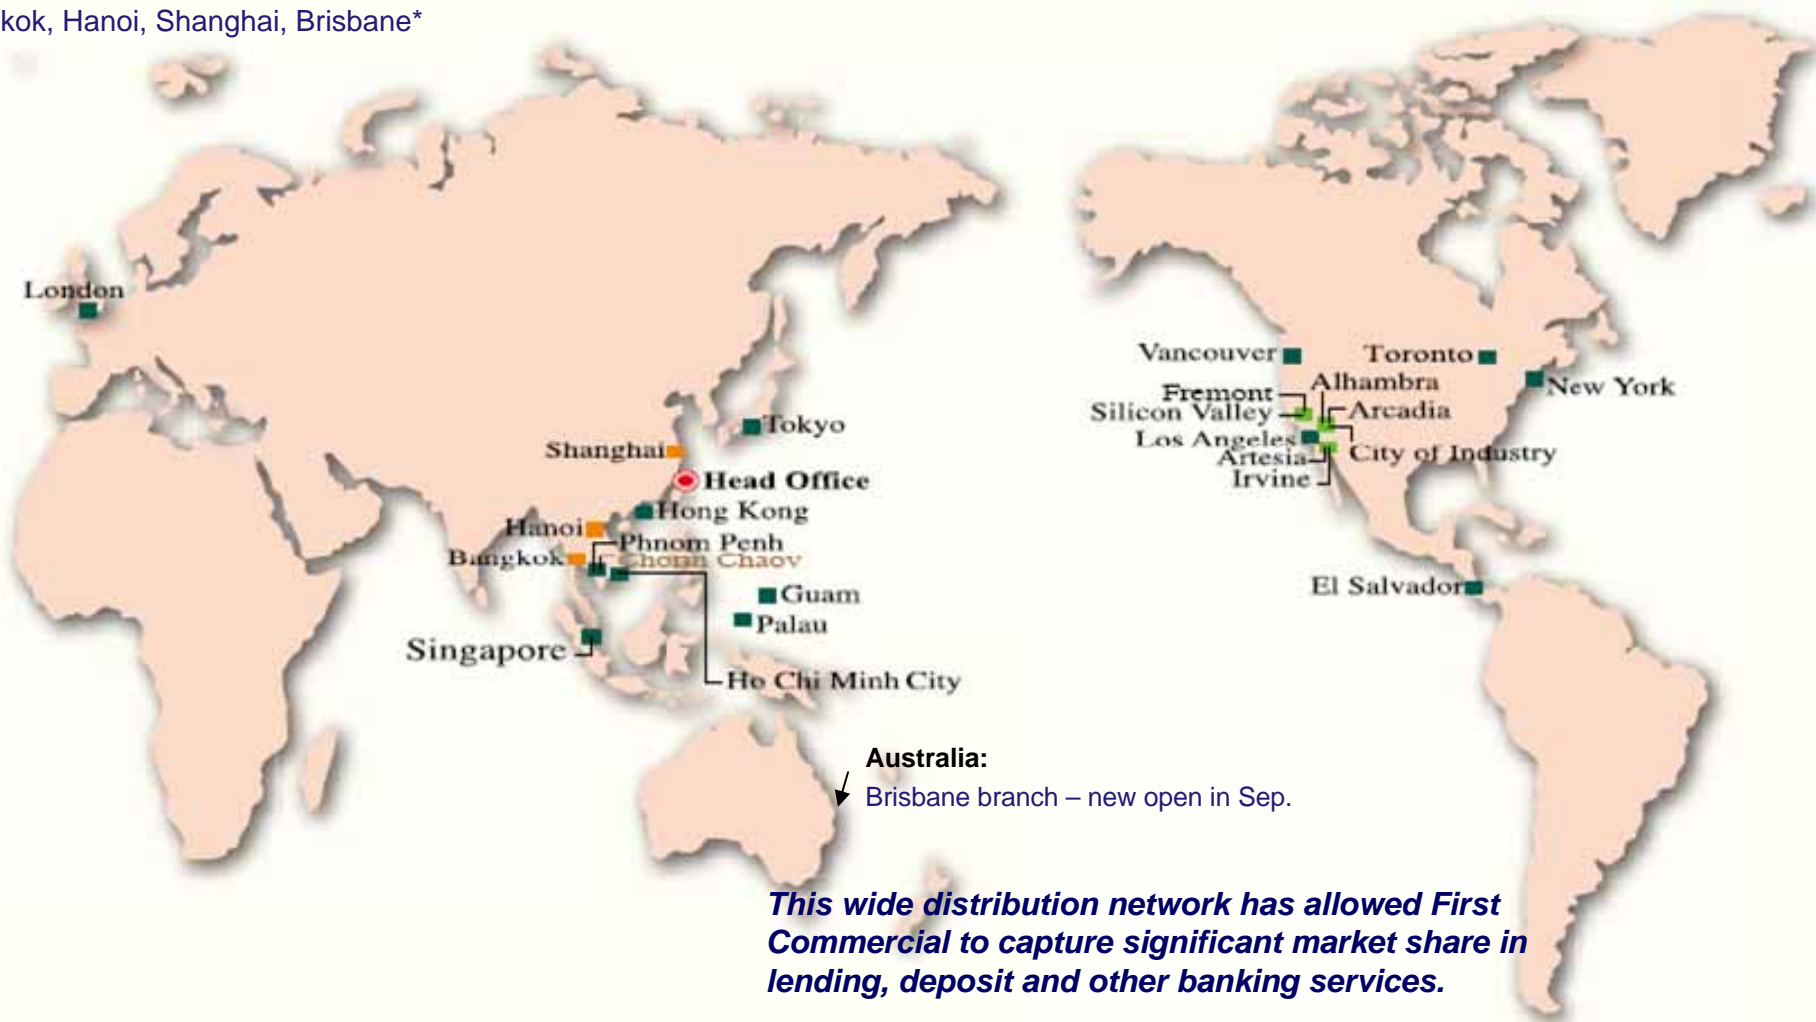 kok, Hanoi, Shanghai, Brisbane*
London
Vancouver
Toronto
Fremont
Alhambra
New York
Silicon Valley
Arcadia
Tokyo
Los Angeles
Shanghai
Artesia
City of Industry
Head Office
Irvine
Hong Kong
Hanoi
Phnom Penh
Bangkok
Chaov
El Salvador
Guam
Palau
Singapore
Ho Chi Minh City
Australia:
Brisbane branch – new open in Sep.
This wide distribution network has allowed First
Commercial to capture significant market share in
lending, deposit and other banking services.